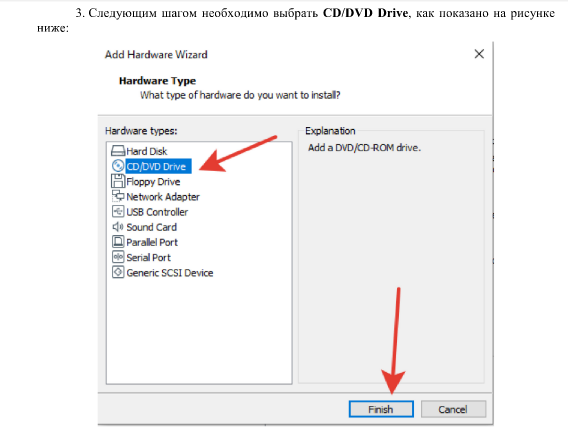 3. Следующим шагом необходимо выбрать CD/DVD Drive, как показано на рисунке
ниже:
Add Hardware Wizard
Hardware Type
What type of hardware do you want to install?
Hardware types:
Hard Disk
CD/DVD Drive
Floppy Drive
Network Adapter
USB Controller
Sound Card
Parallel Port
Serial Port
Generic SCSI Device
Explanation
Add a DVD/CD-ROM drive.
Finish
Cancel